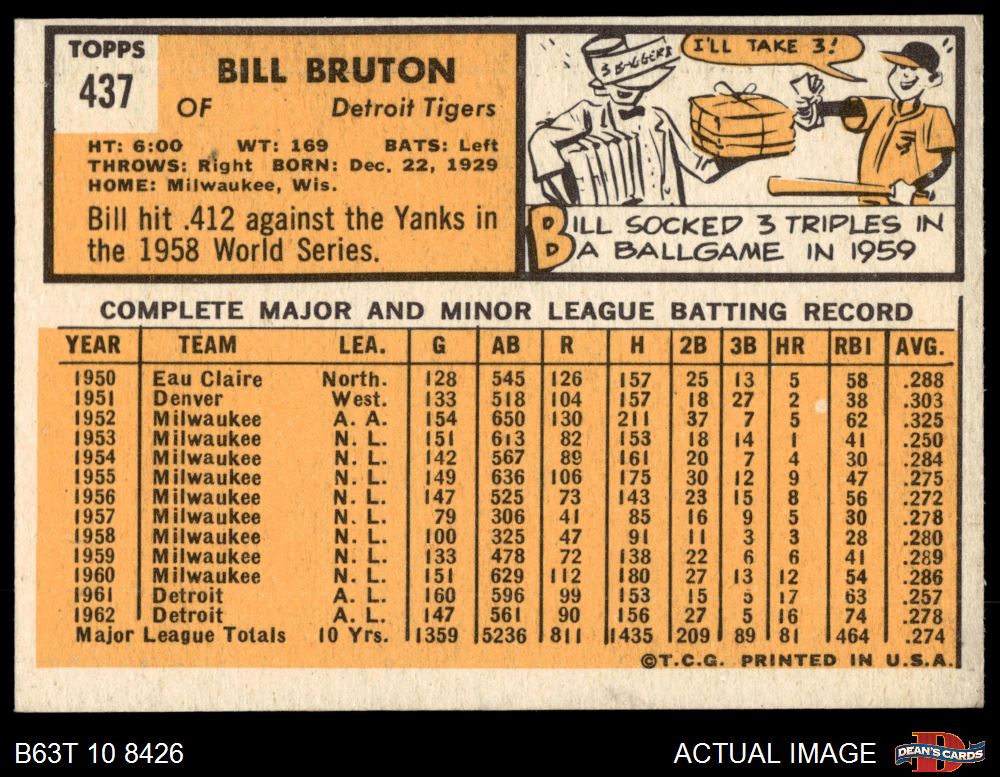 TOPPS
437
BILL BRUTON
OF Detroit Tigers
HT: 6:00 WT: 169 BATS: Left
THROWS: Right BORN: Dec. 22, 1929
HOME: Milwaukee, Wis.
Bill hit .412 against the Yanks in
the 1958 World Series.
3 BAGGERS
I'LL TAKE 3!
BILL SOCKED 3 TRIPLES IN
A BALLGAME IN 1959
COMPLETE MAJOR AND MINOR LEAGUE BATTING RECORD
YEAR TEAM LEA. G AB R H 2B 3B HR RBI AVG.
1950 Eau Claire North. 128 545 126 157 25 13 5 58 .288
1951 Denver West. 133 518 104 157 18 27 2 38 .303
1952 Milwaukee A. A. 154 650 130 211 37 7 5 62 .325
1953 Milwaukee N. L. 151 613 82 153 18 14 1 41 .250
1954 Milwaukee N. L. 142 567 89 161 20 7 4 30 .284
1955 Milwaukee N. L. 149 636 106 175 30 12 9 47 .275
1956 Milwaukee N. L. 147 525 73 143 23 15 8 56 .272
1957 Milwaukee N. L. 79 306 41 85 16 9 5 30 .278
1958 Milwaukee N. L. 100 325 47 91 11 3 3 28 .280
1959 Milwaukee N. L. 133 478 72 138 22 6 6 41 .289
1960 Milwaukee N. L. 151 629 112 180 27 13 12 54 .286
1961 Detroit A. L. 160 596 99 153 15 5 17 63 .257
1962 Detroit A. L. 147 561 90 156 27 5 16 74 .278
Major League Totals 10 Yrs. 1359 5236 811 1435 209 89 81 464 .274
©T.C.G. PRINTED IN U.S.A.
B63T 10 8426 ACTUAL IMAGE DEAN'S CARDS